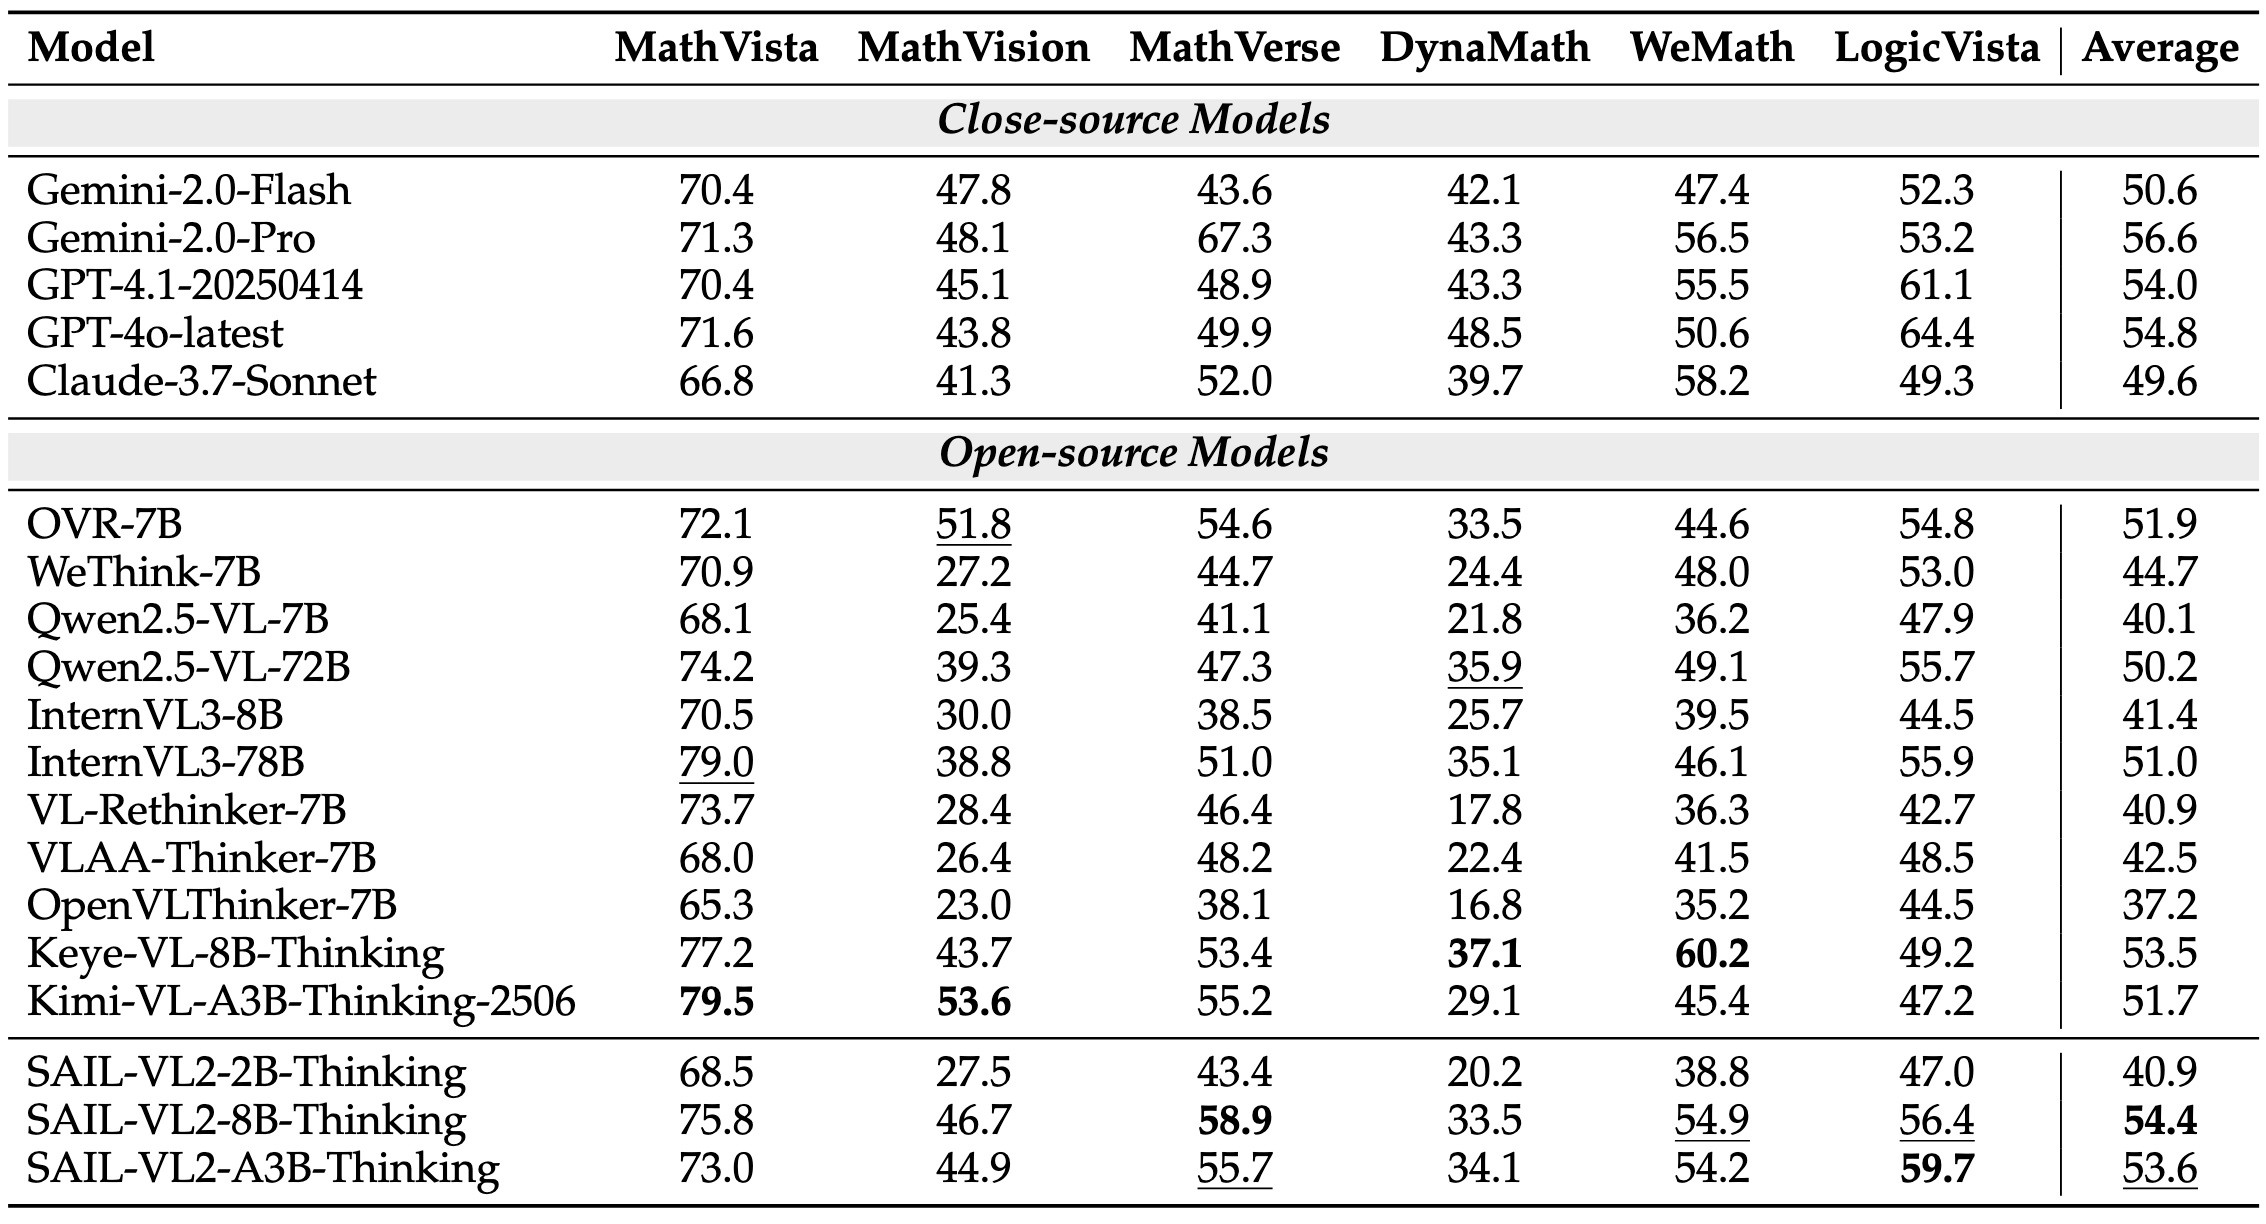 Model MathVista MathVision MathVerse DynaMath WeMath LogicVista Average
Close-source Models
Gemini-2.0-Flash 70.4 47.8 43.6 42.1 47.4 52.3 50.6
Gemini-2.0-Pro 71.3 48.1 67.3 43.3 56.5 53.2 56.6
GPT-4.1-20250414 70.4 45.1 48.9 43.3 55.5 61.1 54.0
GPT-4o-latest 71.6 43.8 49.9 48.5 50.6 64.4 54.8
Claude-3.7-Sonnet 66.8 41.3 52.0 39.7 58.2 49.3 49.6
Open-source Models
OVR-7B 72.1 51.8 54.6 33.5 44.6 54.8 51.9
WeThink-7B 70.9 27.2 44.7 24.4 48.0 53.0 44.7
Qwen2.5-VL-7B 68.1 25.4 41.1 21.8 36.2 47.9 40.1
Qwen2.5-VL-72B 74.2 39.3 47.3 35.9 49.1 55.7 50.2
InternVL3-8B 70.5 30.0 38.5 25.7 39.5 44.5 41.4
InternVL3-78B 79.0 38.8 51.0 35.1 46.1 55.9 51.0
VL-Rethinker-7B 73.7 28.4 46.4 17.8 36.3 42.7 40.9
VLAA-Thinker-7B 68.0 26.4 48.2 22.4 41.5 48.5 42.5
OpenVLThinker-7B 65.3 23.0 38.1 16.8 35.2 44.5 37.2
Keye-VL-8B-Thinking 77.2 43.7 53.4 37.1 60.2 49.2 53.5
Kimi-VL-A3B-Thinking-2506 79.5 53.6 55.2 29.1 45.4 47.2 51.7
SAIL-VL2-2B-Thinking 68.5 27.5 43.4 20.2 38.8 47.0 40.9
SAIL-VL2-8B-Thinking 75.8 46.7 58.9 33.5 54.9 56.4 54.4
SAIL-VL2-A3B-Thinking 73.0 44.9 55.7 34.1 54.2 59.7 53.6